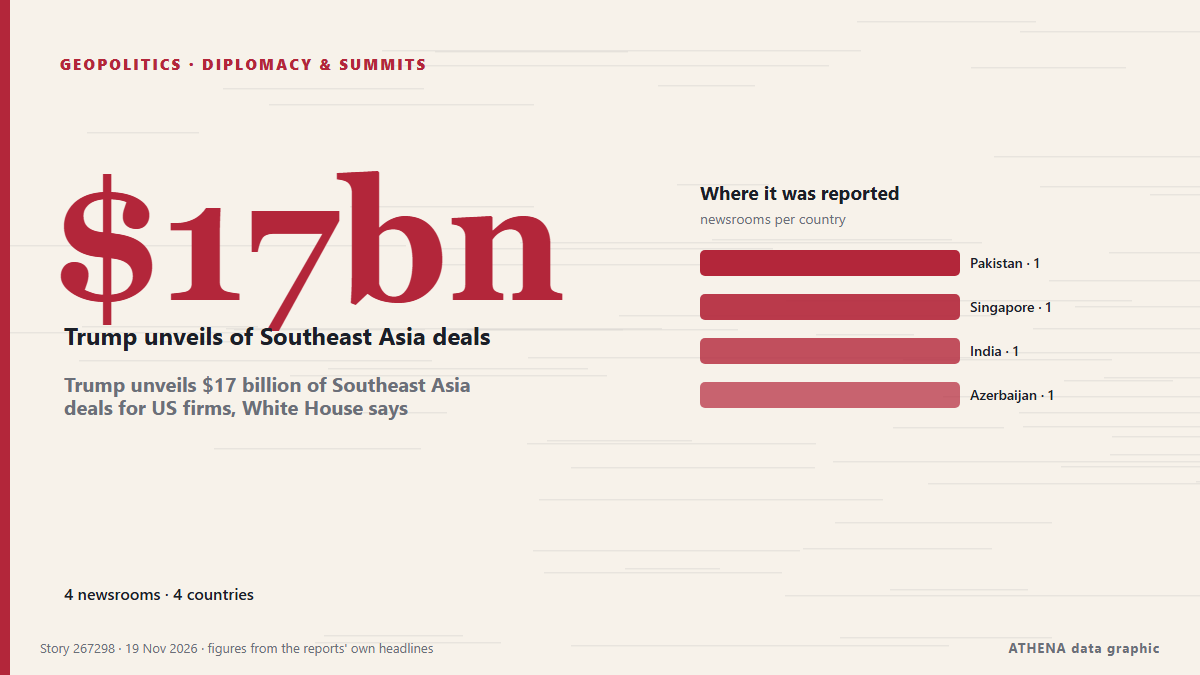 GEOPOLITICS · DIPLOMACY & SUMMITS
$17bn
Trump unveils of Southeast Asia deals
Trump unveils $17 billion of Southeast Asia
deals for US firms, White House says
Where it was reported
newsrooms per country
Pakistan · 1
Singapore · 1
India · 1
Azerbaijan · 1
4 newsrooms · 4 countries
Story 267298 · 19 Nov 2026 · figures from the reports' own headlines
ATHENA data graphic